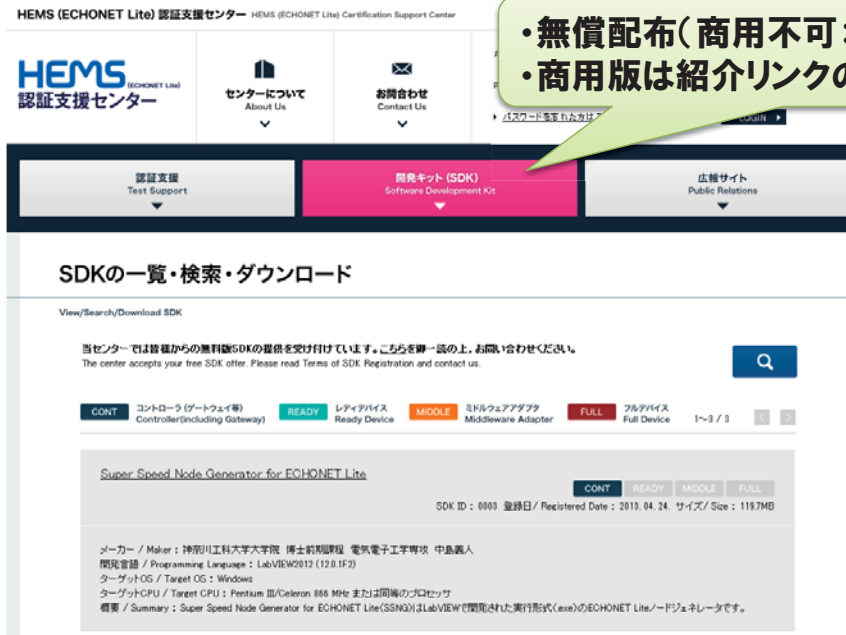 HEMS (ECHONET Lite) 認証支援センター HEMS (ECHONET Lite) Certification Support Center
・無償配布(商用不可
・商用版は紹介リンクの
HEMS (ECHONET Lite)
認証支援センター
センターについて
About Us
お問合わせ
Contact Us
パスワードを忘れた方は
LOGIN
認証支援
Test Support
開発キット (SDK)
Software Development Kit
広報サイト
Public Relations
SDKの一覧・検索・ダウンロード
View/Search/Download SDK
当センターでは皆様からの無料版SDKの提供を受け付けています。こちらを御一読の上、お問い合わせください。
The center accepts your free SDK offer. Please read Terms of SDK Registration and contact us.
CONT コントローラ (ゲートウェイ等) Controller(including Gateway)
READY レディデバイス Ready Device
MIDDLE ミドルウェアアダプタ Middleware Adapter
FULL フルデバイス Full Device
1～3 / 3
Super Speed Node Generator for ECHONET Lite
CONT READY MIDDLE FULL
SDK ID : 0003 登録日/ Registered Date : 2013. 04. 24. サイズ/ Size : 119.7MB
メーカー / Maker : 神奈川工科大学大学院 博士前期課程 電気電子工学専攻 中島義人
開発言語 / Programming Language : LabVIEW2012 (12.0.1F2)
ターゲットOS / Target OS : Windows
ターゲットCPU / Target CPU : Pentium III/Celeron 866 MHz または同等のプロセッサ
概要 / Summary : Super Speed Node Generator for ECHONET Lite(SSNG)はLabVIEWで開発された実行形式(.exe)のECHONET Liteノードジェネレータです。